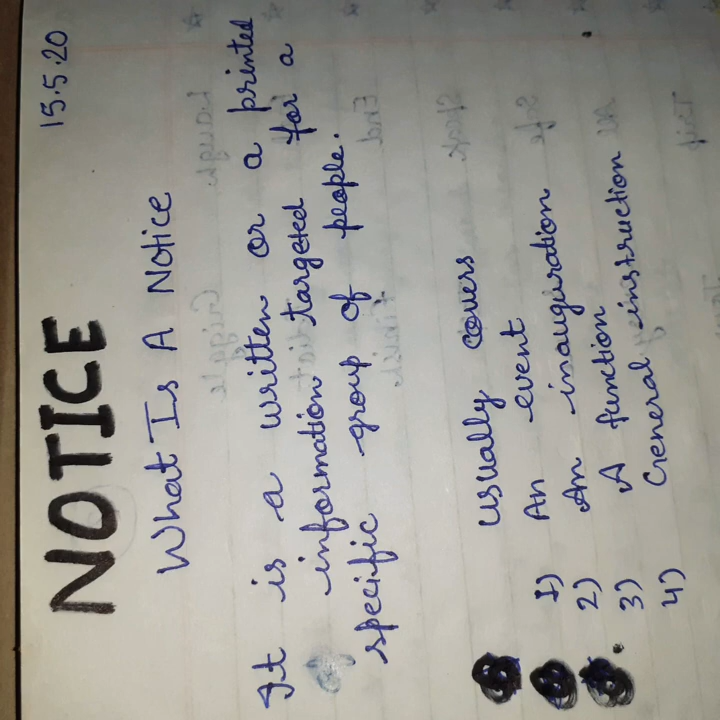 15.5.20
NOTICE
What Is A Notice
It is a written or a printed
information targeted for a
specific group of people.
Usually covers
1) An event
2) An inauguration
3) A function
4) General instruction